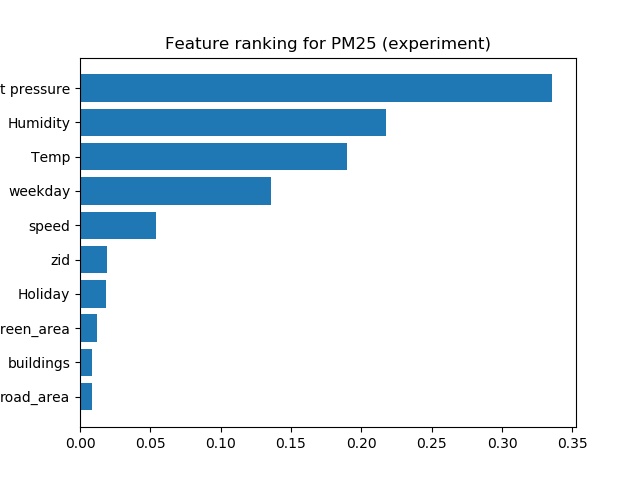 Feature ranking for PM25 (experiment)
t pressure
Humidity
Temp
weekday
speed
zid
Holiday
reen_area
buildings
road_area
0.00 0.05 0.10 0.15 0.20 0.25 0.30 0.35